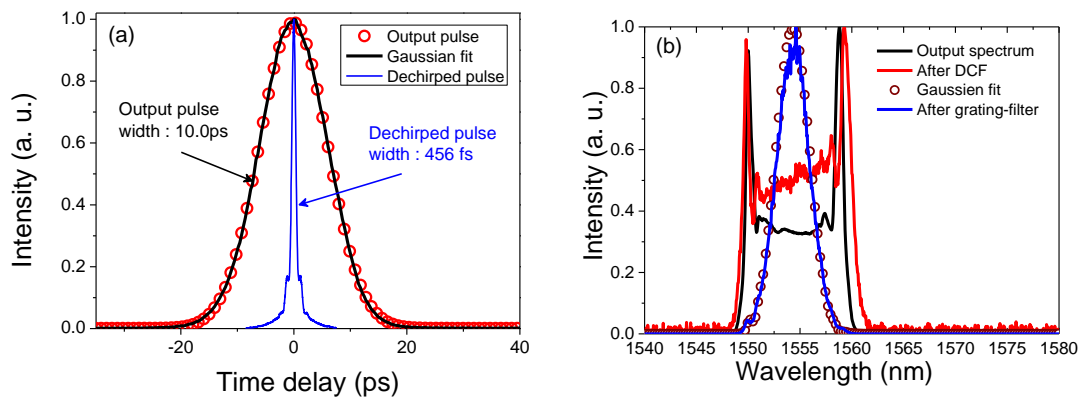 (a)
Output pulse
Gaussian fit
Dechirped pulse
Output pulse
width : 10.0ps
Dechirped pulse
width : 456 fs
Intensity (a. u.)
1.0
0.8
0.6
0.4
0.2
0.0
-20
0
20
40
Time delay (ps)
(b)
Output spectrum
After DCF
Gaussien fit
After grating-filter
Intensity (a. u.)
1.0
0.8
0.6
0.4
0.2
0.0
1540
1545
1550
1555
1560
1565
1570
1575
1580
Wavelength (nm)